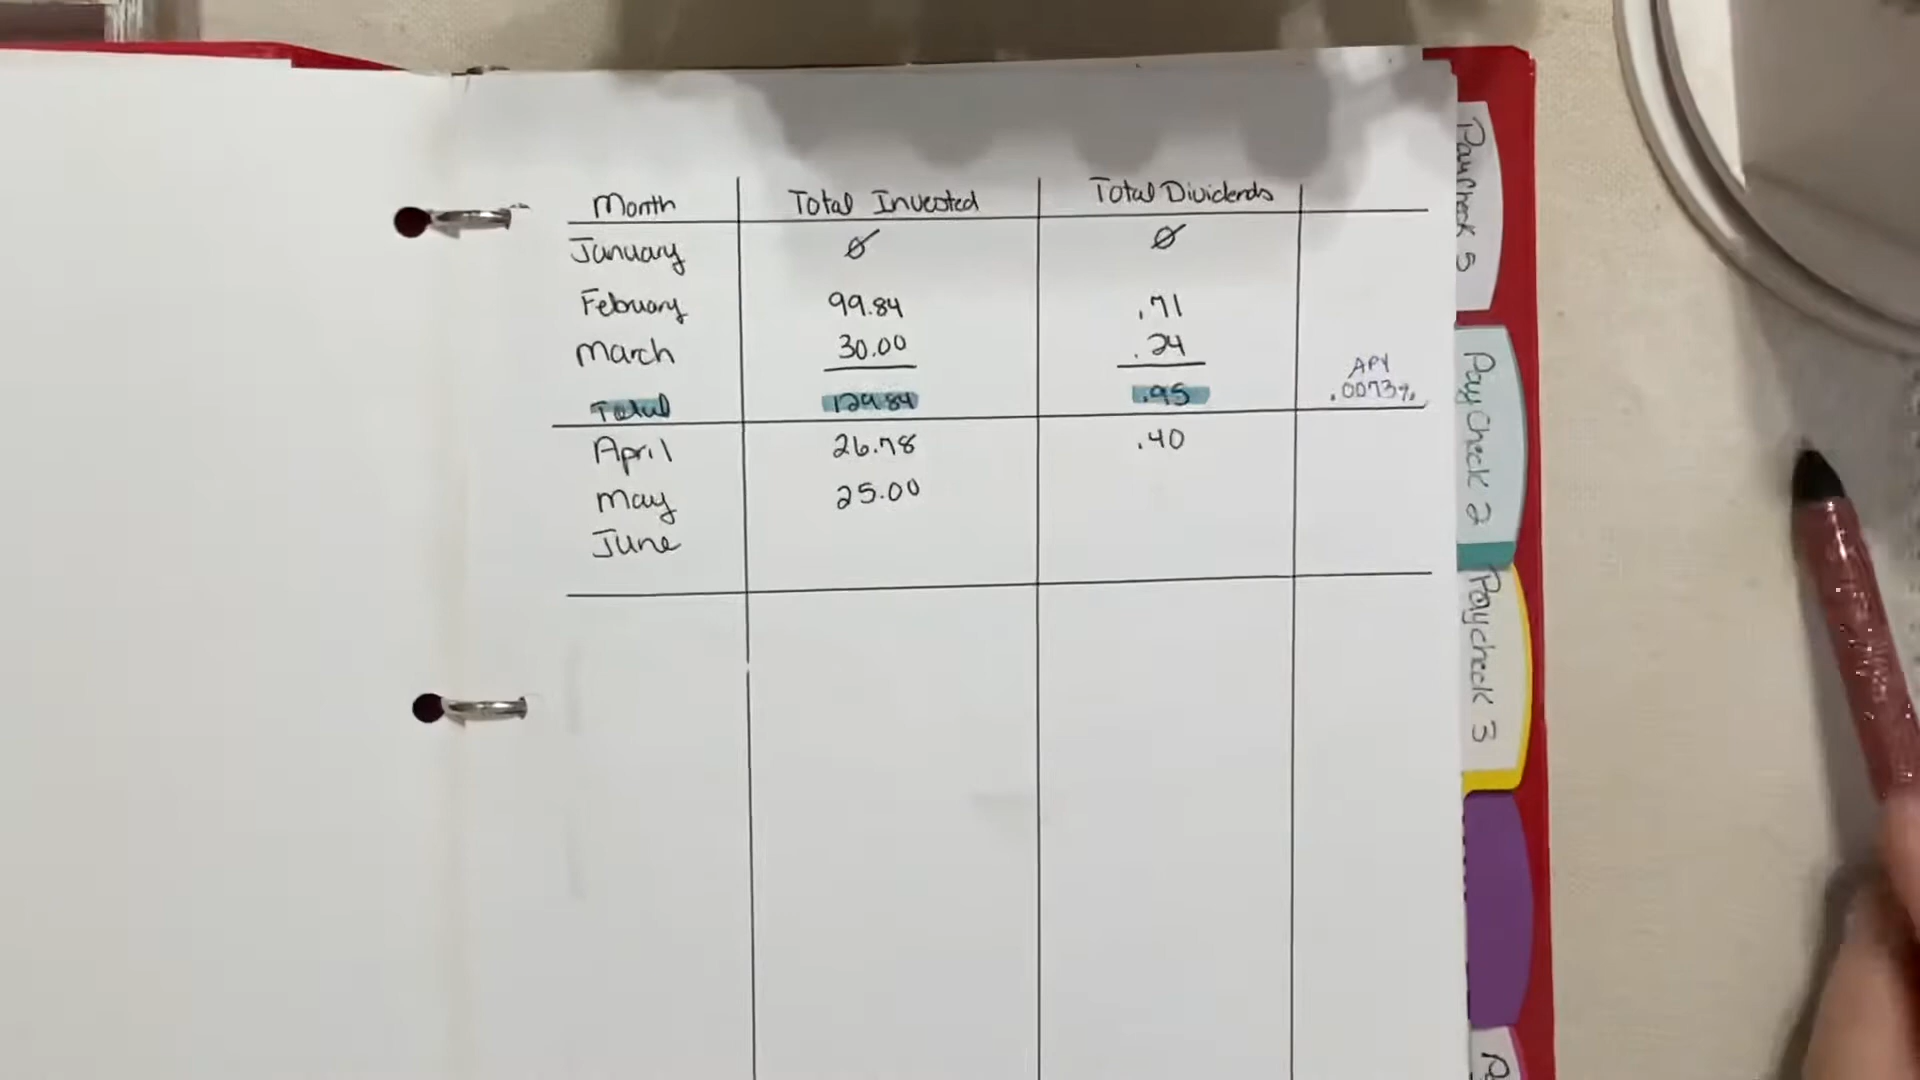 Month Total Invested Total Dividends
January Ø Ø
February 99.84 .71
March 30.00 .24
Total 129.84 .95 APY .0073%
April 26.78 .40
May 25.00
June
Paycheck 5
Paycheck 2
Paycheck 3